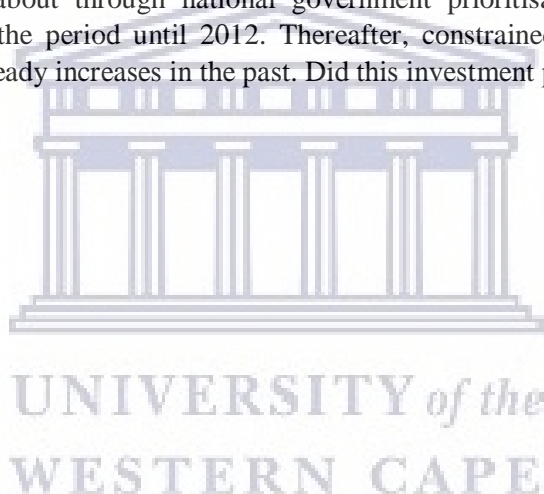 about through national government prioritisa
the period until 2012. Thereafter, constrained
eady increases in the past. Did this investment p
UNIVERSITY of the
WESTERN CAPE